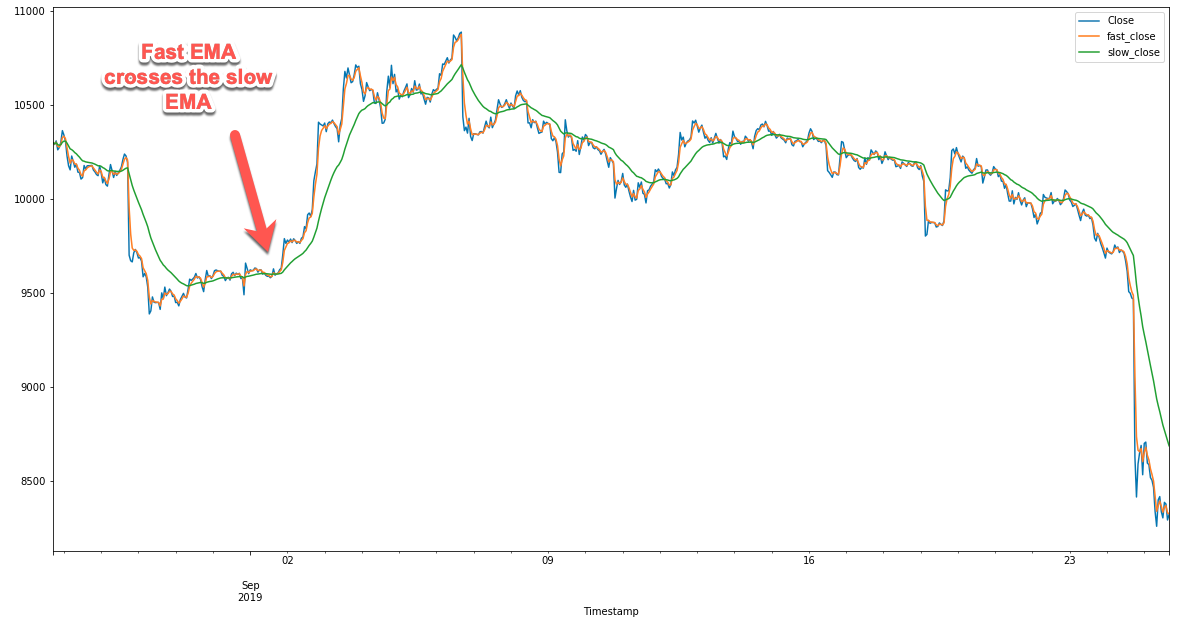 11000
Close
fast_close
slow_close
Fast EMA
crosses the slow
EMA
10500
10000
9500
9000
8500
02
09
16
23
Sep
2019
Timestamp